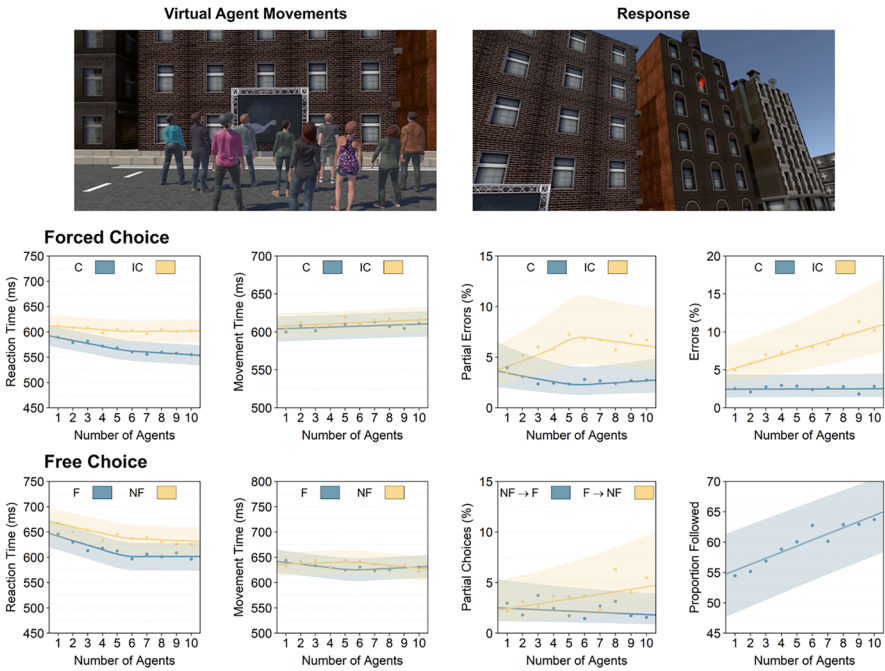 Virtual Agent Movements
Response
Forced Choice
Reaction Time (ms)
750
700
650
600
550
500
450
C IC
1 2 3 4 5 6 7 8 9 10
Number of Agents
Movement Time (ms)
700
650
600
550
500
C IC
1 2 3 4 5 6 7 8 9 10
Number of Agents
Partial Errors (%)
15
10
5
0
C IC
1 2 3 4 5 6 7 8 9 10
Number of Agents
Errors (%)
20
15
10
5
0
C IC
1 2 3 4 5 6 7 8 9 10
Number of Agents
Free Choice
Reaction Time (ms)
750
700
650
600
550
500
450
F NF
1 2 3 4 5 6 7 8 9 10
Number of Agents
Movement Time (ms)
800
750
700
650
600
550
500
F NF
1 2 3 4 5 6 7 8 9 10
Number of Agents
Partial Choices (%)
15
10
5
0
NF → F F → NF
1 2 3 4 5 6 7 8 9 10
Number of Agents
Proportion Followed
70
65
60
55
50
45
1 2 3 4 5 6 7 8 9 10
Number of Agents